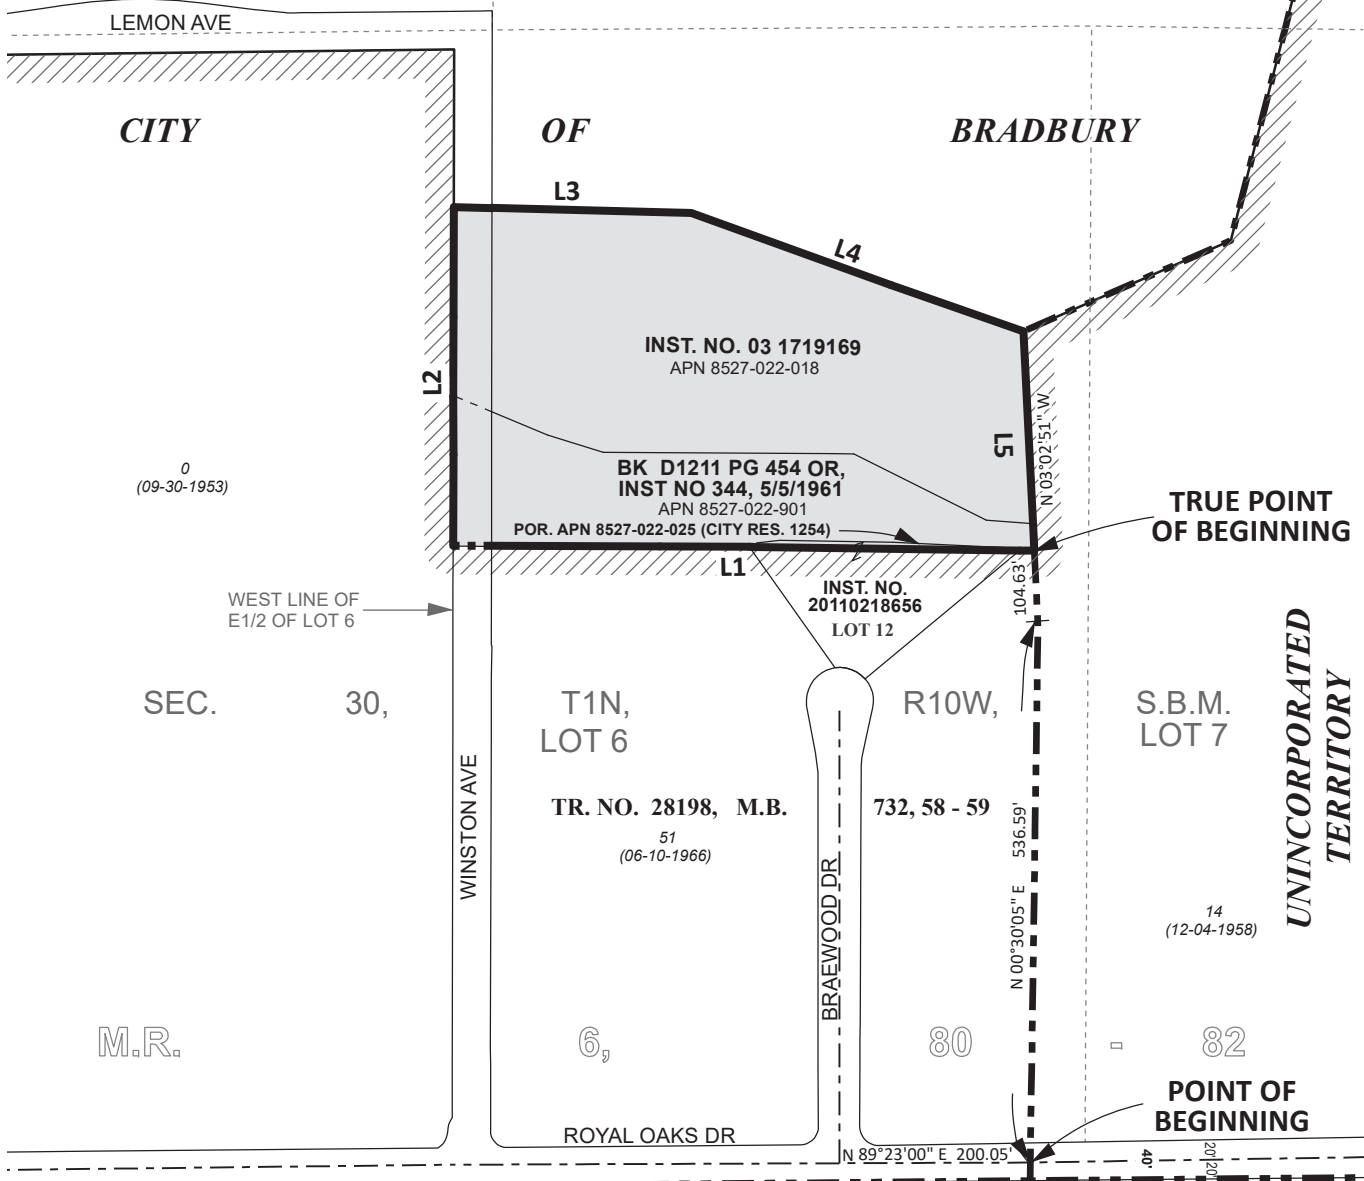 LEMON AVE
CITY OF BRADBURY
L3
L4
INST. NO. 03 1719169
APN 8527-022-018
L2
L5
N 03°02'51" W
BK D1211 PG 454 OR,
INST NO 344, 5/5/1961
APN 8527-022-901
POR. APN 8527-022-025 (CITY RES. 1254)
0
(09-30-1953)
TRUE POINT
OF BEGINNING
L1
104.63'
INST. NO.
20110218656
LOT 12
WEST LINE OF
E1/2 OF LOT 6
SEC. 30, T1N, R10W, S.B.M.
LOT 6
LOT 7
UNINCORPORATED
TERRITORY
WINSTON AVE
TR. NO. 28198, M.B. 732, 58 - 59
51
(06-10-1966)
BRAEWOOD DR
N 00°30'05" E 536.59'
14
(12-04-1958)
M.R. 6, 80 - 82
POINT OF
BEGINNING
ROYAL OAKS DR
N 89°23'00" E 200.05'
40'
20'
20'